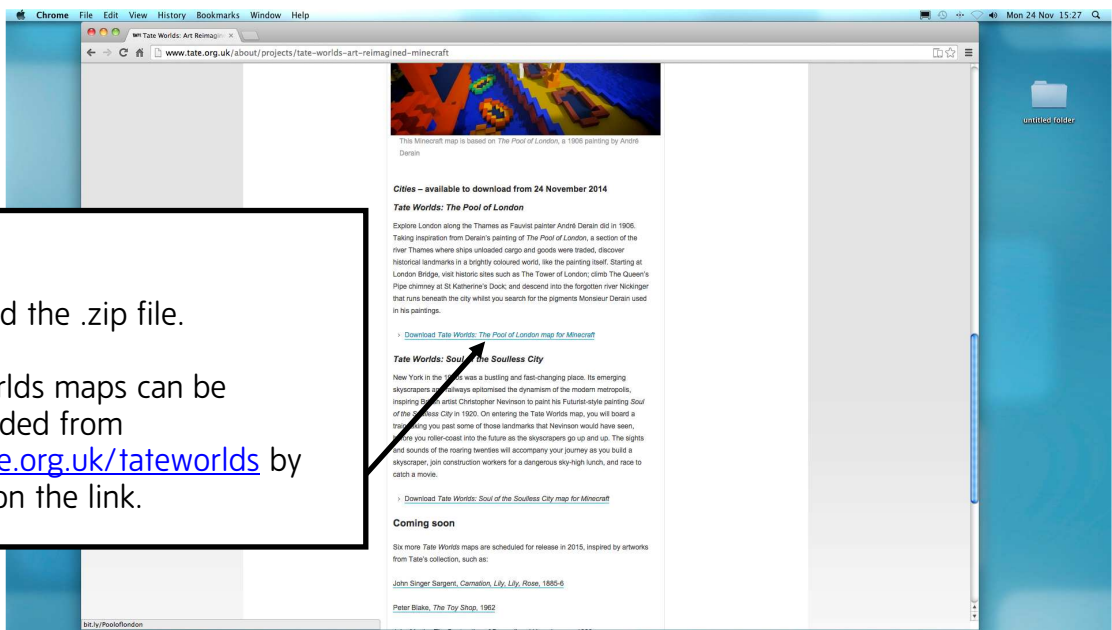 Chrome File Edit View History Bookmarks Window Help
Mon 24 Nov 15:27
Tate Worlds: Art Reimagin
www.tate.org.uk/about/projects/tate-worlds-art-reimagined-minecraft
untitled folder
This Minecraft map is based on The Pool of London, a 1906 painting by André
Derain
Cities – available to download from 24 November 2014
Tate Worlds: The Pool of London
Explore London along the Thames as Fauvist painter André Derain did in 1906.
Taking inspiration from Derain's painting of The Pool of London, a section of the
river Thames where ships unloaded cargo and goods were traded, discover
historical landmarks in a brightly coloured world, like the painting itself. Starting at
London Bridge, visit historic sites such as The Tower of London; climb The Queen's
Pipe chimney at St Katherine's Dock; and descend into the forgotten river Nickinger
that runs beneath the city whilst you search for the pigments Monsieur Derain used
in his paintings.
› Download Tate Worlds: The Pool of London map for Minecraft
Tate Worlds: Soul of the Soulless City
New York in the 1920s was a bustling and fast-changing place. Its emerging
skyscrapers and railways epitomised the dynamism of the modern metropolis,
inspiring British artist Christopher Nevinson to paint his Futurist-style painting Soul
of the Soulless City in 1920. On entering the Tate Worlds map, you will board a
train taking you past some of those landmarks that Nevinson would have seen,
before you roller-coast into the future as the skyscrapers go up and up. The sights
and sounds of the roaring twenties will accompany your journey as you build a
skyscraper, join construction workers for a dangerous sky-high lunch, and race to
catch a movie.
› Download Tate Worlds: Soul of the Soulless City map for Minecraft
Coming soon
Six more Tate Worlds maps are scheduled for release in 2015, inspired by artworks
from Tate's collection, such as:
John Singer Sargent, Carnation, Lily, Lily, Rose, 1885-6
Peter Blake, The Toy Shop, 1962
bit.ly/Pooloflondon
d the .zip file.
rlds maps can be
ded from
e.org.uk/tateworlds by
on the link.